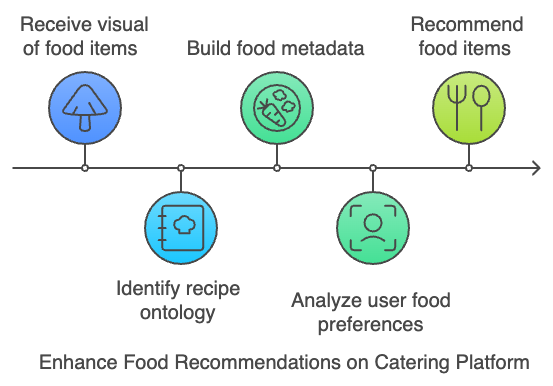 Receive visual
of food items
Identify recipe
ontology
Build food metadata
Analyze user food
preferences
Recommend
food items
Enhance Food Recommendations on Catering Platform